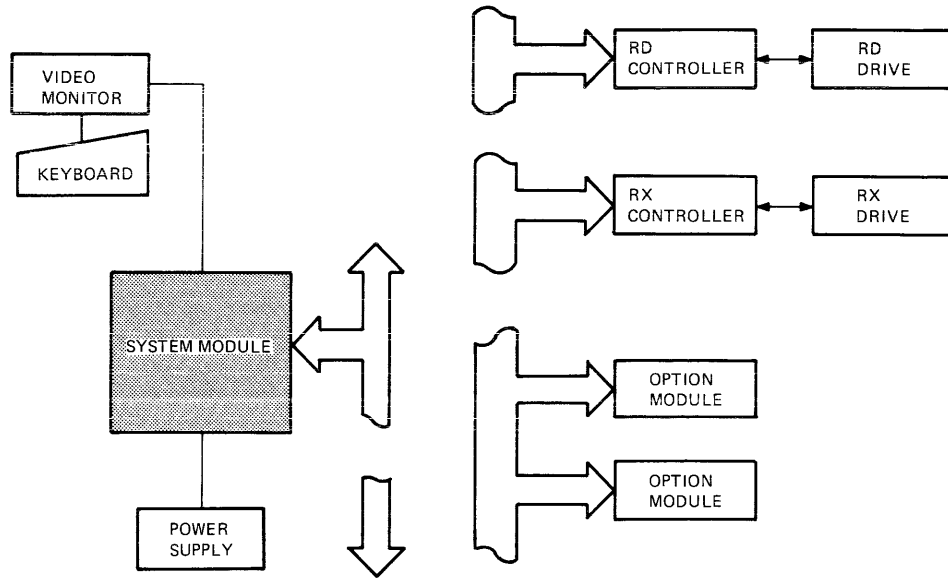 VIDEO
MONITOR
KEYBOARD
SYSTEM MODULE
POWER
SUPPLY
RD
CONTROLLER
RD
DRIVE
RX
CONTROLLER
RX
DRIVE
OPTION
MODULE
OPTION
MODULE